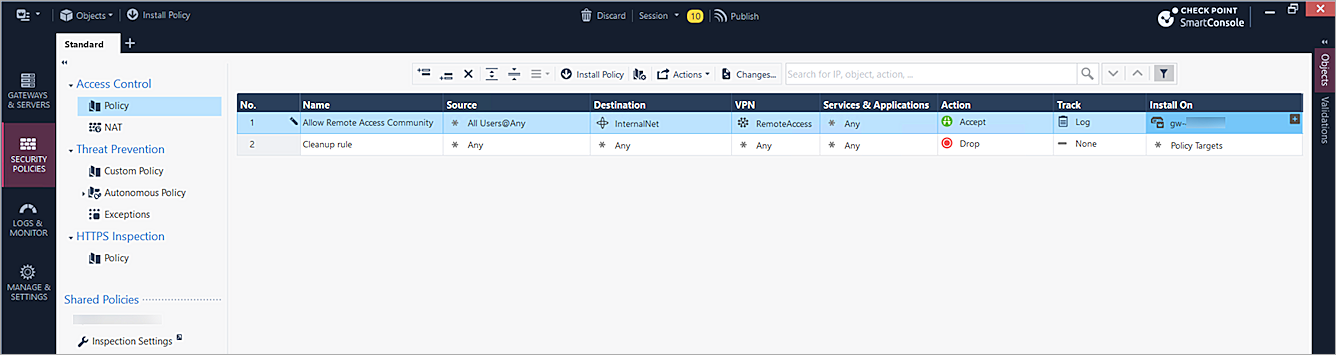 Objects
Install Policy
Discard
Session
10
Publish
CHECK POINT
SmartConsole
Standard
GATEWAYS
& SERVERS
SECURITY
POLICIES
LOGS &
MONITOR
MANAGE &
SETTINGS
Access Control
Policy
NAT
Threat Prevention
Custom Policy
Autonomous Policy
Exceptions
HTTPS Inspection
Policy
Shared Policies
Inspection Settings
Install Policy
Actions
Changes...
Search for IP, object, action, ...
No. Name Source Destination VPN Services & Applications Action Track Install On
1 Allow Remote Access Community All Users@Any InternalNet RemoteAccess Any Accept Log gw-
2 Cleanup rule Any Any Any Any Drop None Policy Targets
Objects
Validations